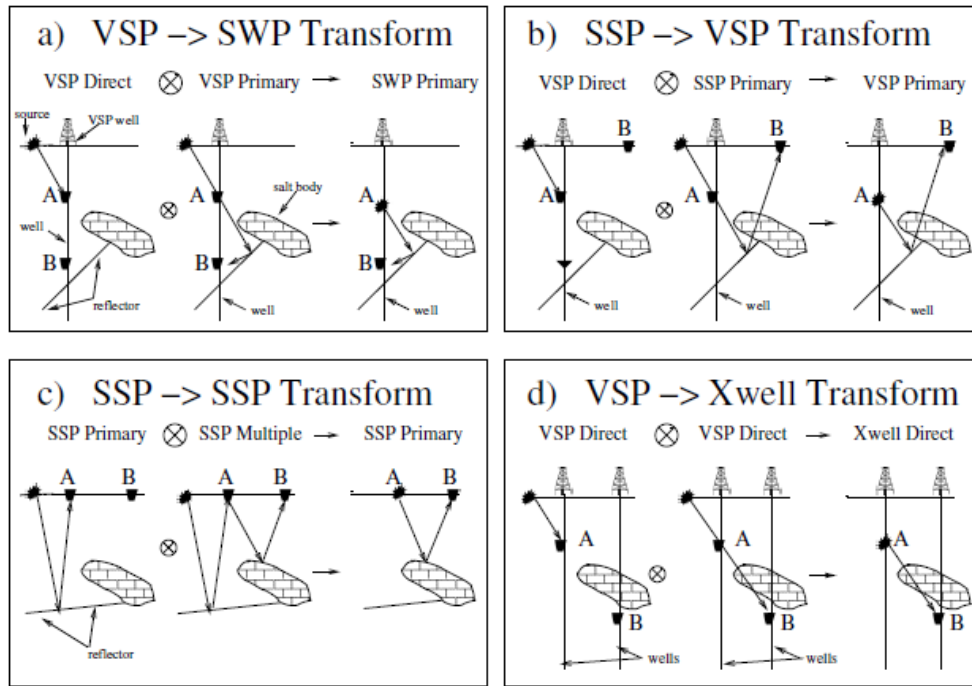 a) VSP –> SWP Transform
VSP Direct ⊗ VSP Primary → SWP Primary
source
VSP well
A
A
A
salt body
well
B
B
B
reflector
well
well
b) SSP –> VSP Transform
VSP Direct ⊗ SSP Primary → VSP Primary
B
B
B
A
A
A
well
well
well
c) SSP –> SSP Transform
SSP Primary ⊗ SSP Multiple → SSP Primary
A B
A B
A B
reflector
d) VSP –> Xwell Transform
VSP Direct ⊗ VSP Direct → Xwell Direct
A
A
A
B
B
B
wells
wells